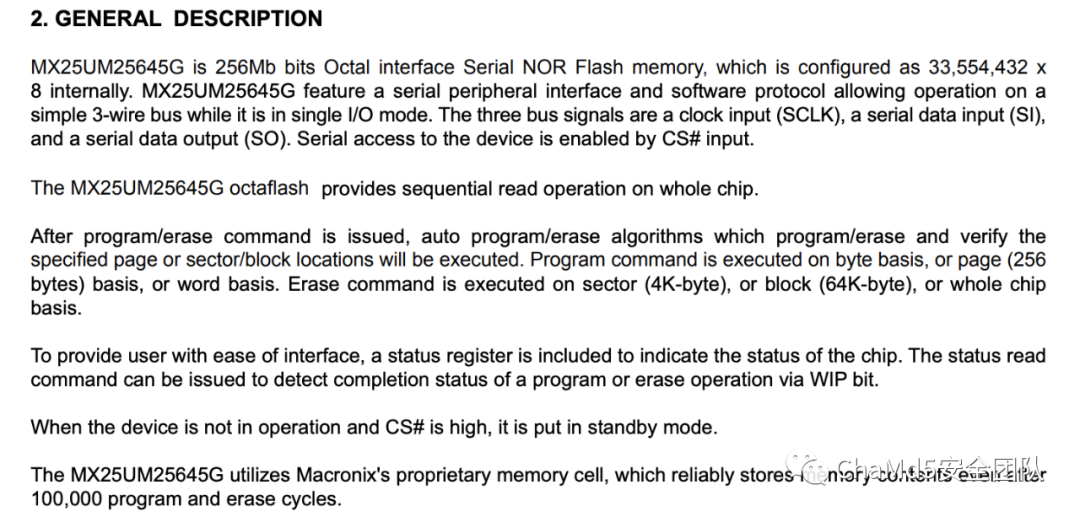 2. GENERAL DESCRIPTION
MX25UM25645G is 256Mb bits Octal interface Serial NOR Flash memory, which is configured as 33,554,432 x
8 internally. MX25UM25645G feature a serial peripheral interface and software protocol allowing operation on a
simple 3-wire bus while it is in single I/O mode. The three bus signals are a clock input (SCLK), a serial data input (SI),
and a serial data output (SO). Serial access to the device is enabled by CS# input.
The MX25UM25645G octaflash provides sequential read operation on whole chip.
After program/erase command is issued, auto program/erase algorithms which program/erase and verify the
specified page or sector/block locations will be executed. Program command is executed on byte basis, or page (256
bytes) basis, or word basis. Erase command is executed on sector (4K-byte), or block (64K-byte), or whole chip
basis.
To provide user with ease of interface, a status register is included to indicate the status of the chip. The status read
command can be issued to detect completion status of a program or erase operation via WIP bit.
When the device is not in operation and CS# is high, it is put in standby mode.
The MX25UM25645G utilizes Macronix's proprietary memory cell, which reliably stores memory contents even after
100,000 program and erase cycles.
ChaMd5安全团队